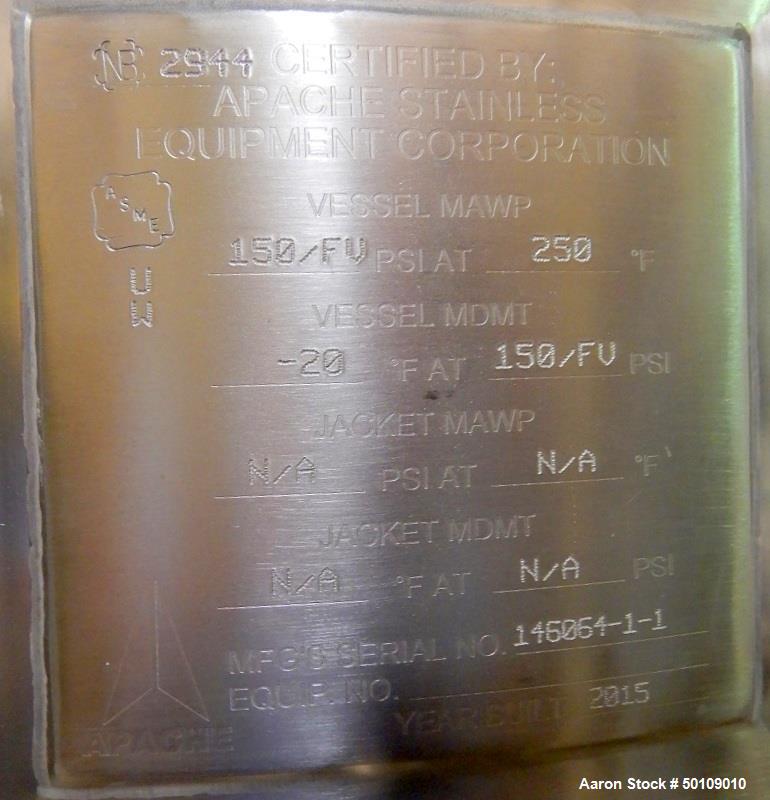 NB 2944 CERTIFIED BY:
APACHE STAINLESS
EQUIPMENT CORPORATION
VESSEL MAWP
ASME
150/FV PSI AT 250 °F
U
W
VESSEL MDMT
-20 °F AT 150/FV PSI
JACKET MAWP
N/A PSI AT N/A °F
JACKET MDMT
N/A °F AT N/A PSI
MFG'S SERIAL NO. 146064-1-1
EQUIP. NO.
YEAR BUILT 2015
APACHE
Aaron Stock # 50109010